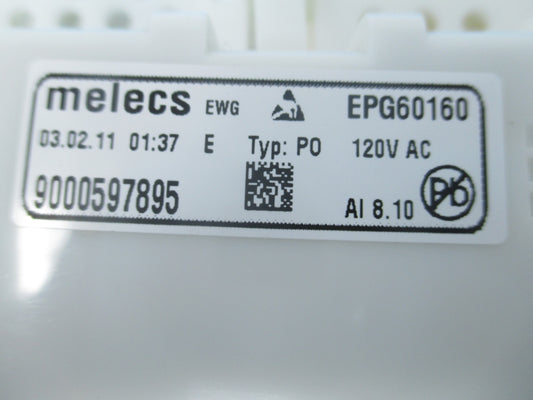 melecs EWG EPG60160
03.02.11 01:37 E Typ: PO 120V AC
9000597895 AI 8.10 Pb